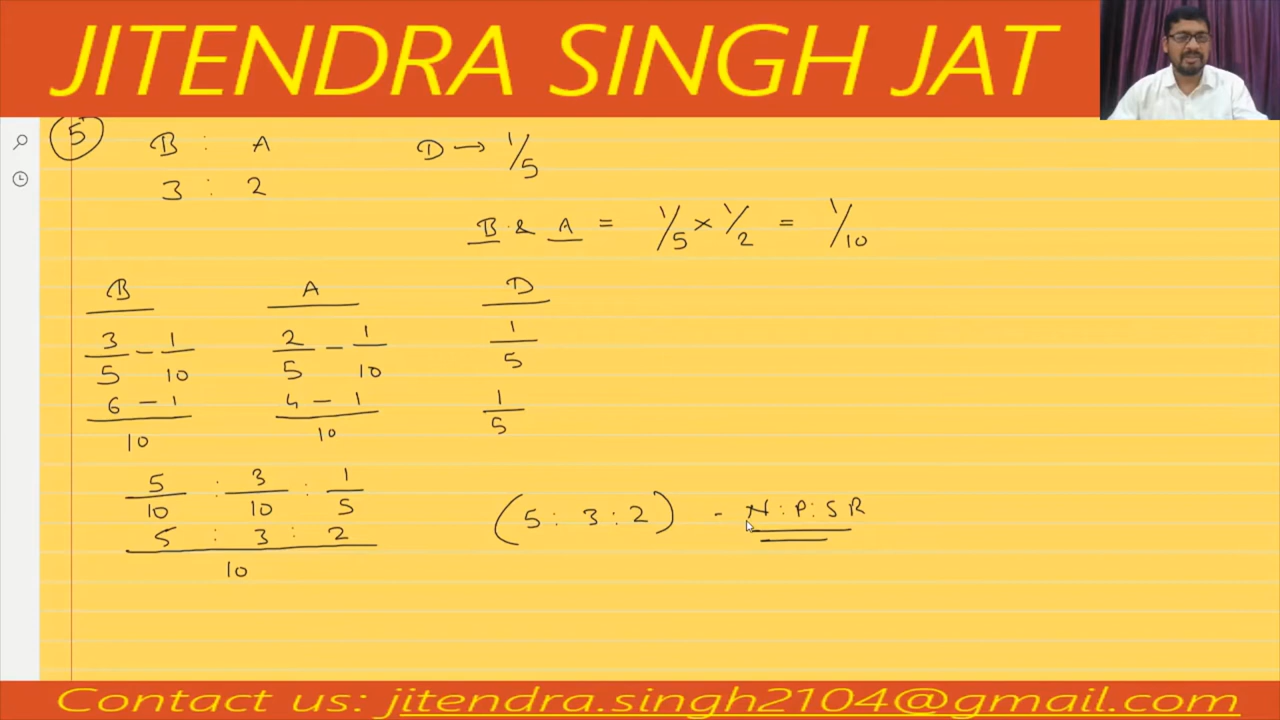 JITENDRA SINGH JAT
5
B : A
D → 1/5
3 : 2
B & A = 1/5 × 1/2 = 1/10
B A D
3/5 - 1/10 2/5 - 1/10 1/5
6 - 1/10 4 - 1/10 1/5
5/10 : 3/10 : 1/5
5 : 3 : 2/10
(5 : 3 : 2) - N : P : S R
Contact us: jitendra.singh2104@gmail.com